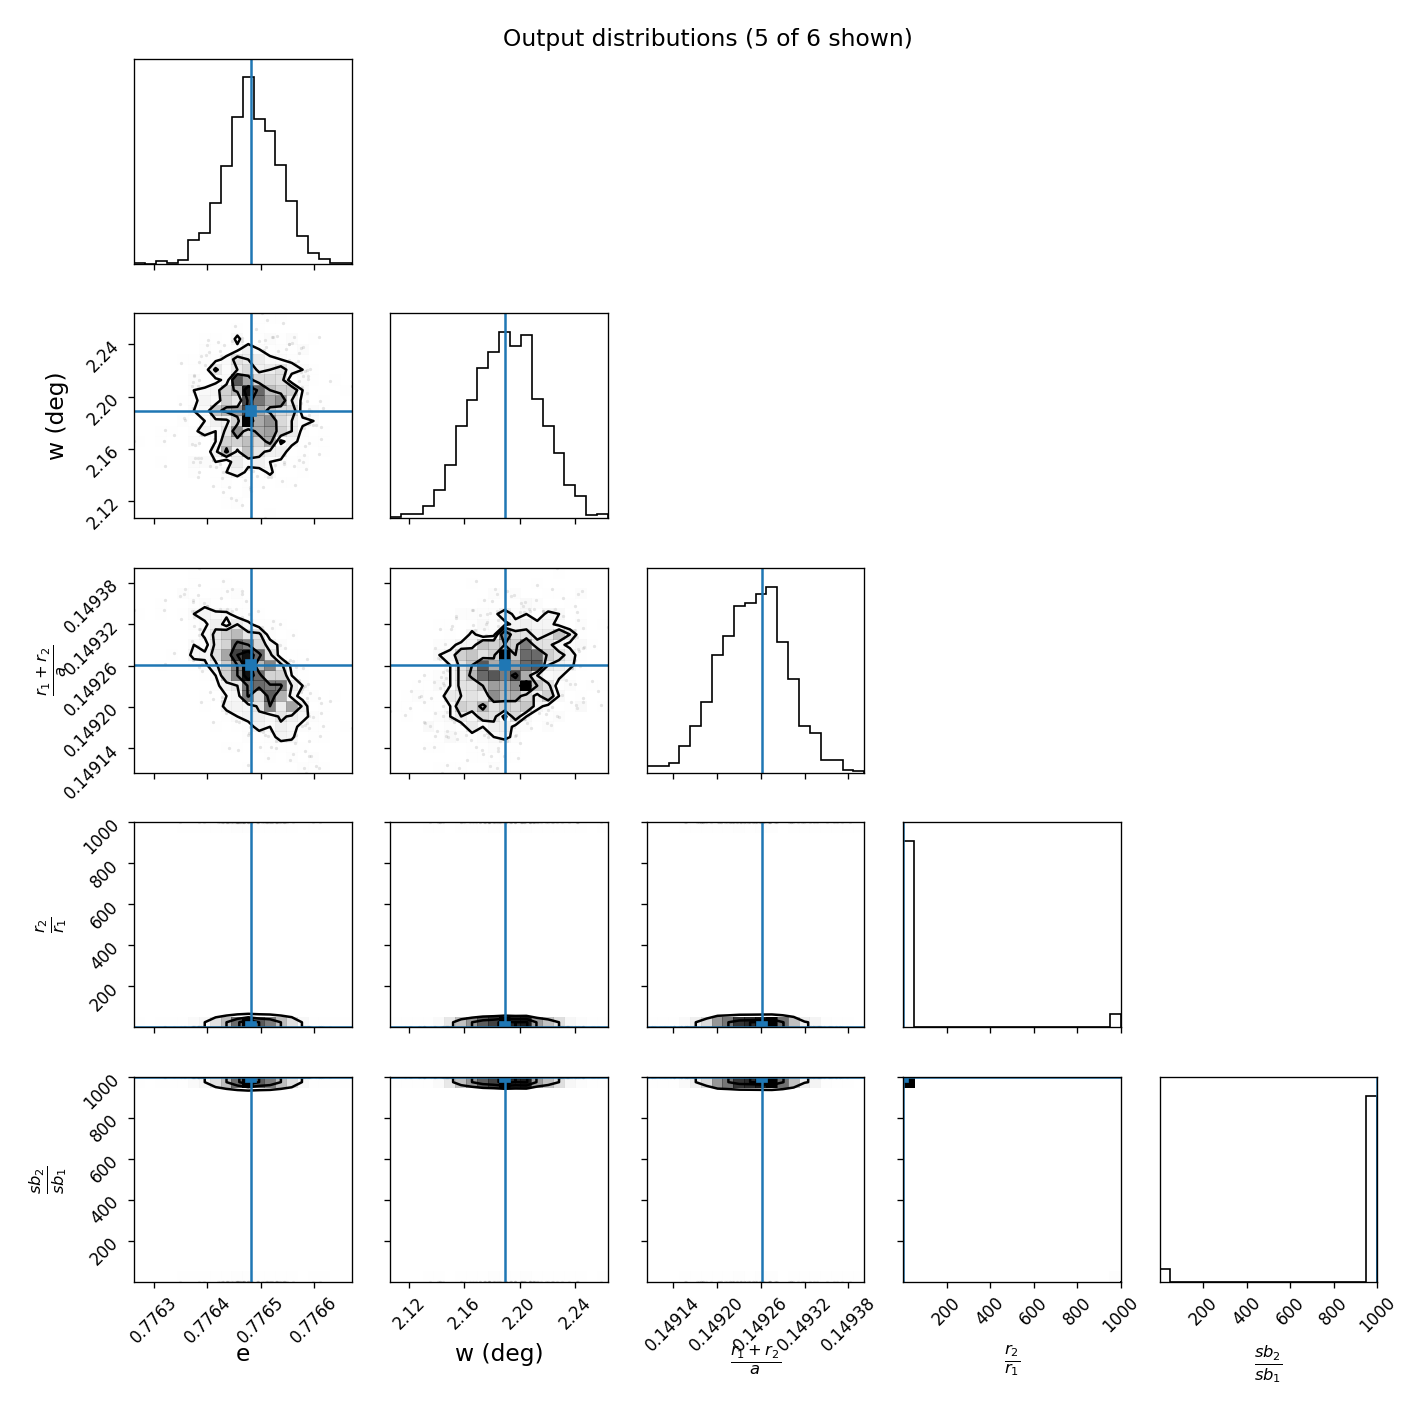 Output distributions (5 of 6 shown)
w (deg)
2.24
2.20
2.16
2.12
r₁ + r₂
a
0.14938
0.14932
0.14926
0.14920
0.14914
r₂
r₁
1000
800
600
400
200
sb₂
sb₁
1000
800
600
400
200
0.7763 0.7764 0.7765 0.7766
2.12 2.16 2.20 2.24
0.14914 0.14920 0.14926 0.14932 0.14938
200 400 600 800 1000
200 400 600 800 1000
e
w (deg)
r₁ + r₂
a
r₂
r₁
sb₂
sb₁